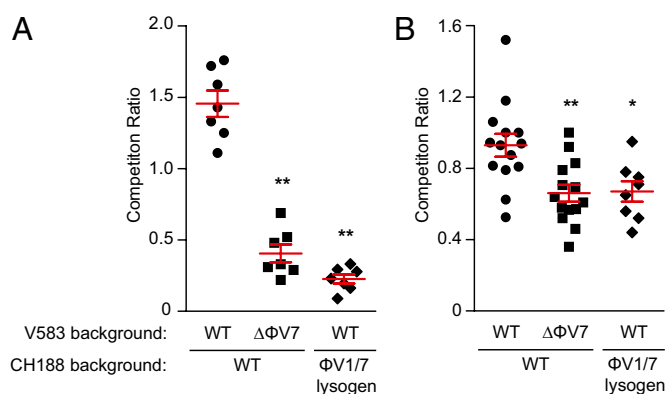 A
B
Competiton Ratio
2.0
1.5
1.0
0.5
0
**
**
Competiton Ratio
1.6
1.2
0.8
0.4
0
**
*
V583 background: WT ΔΦV7 WT WT ΔΦV7 WT
CH188 background: WT ΦV1/7 lysogen WT ΦV1/7 lysogen